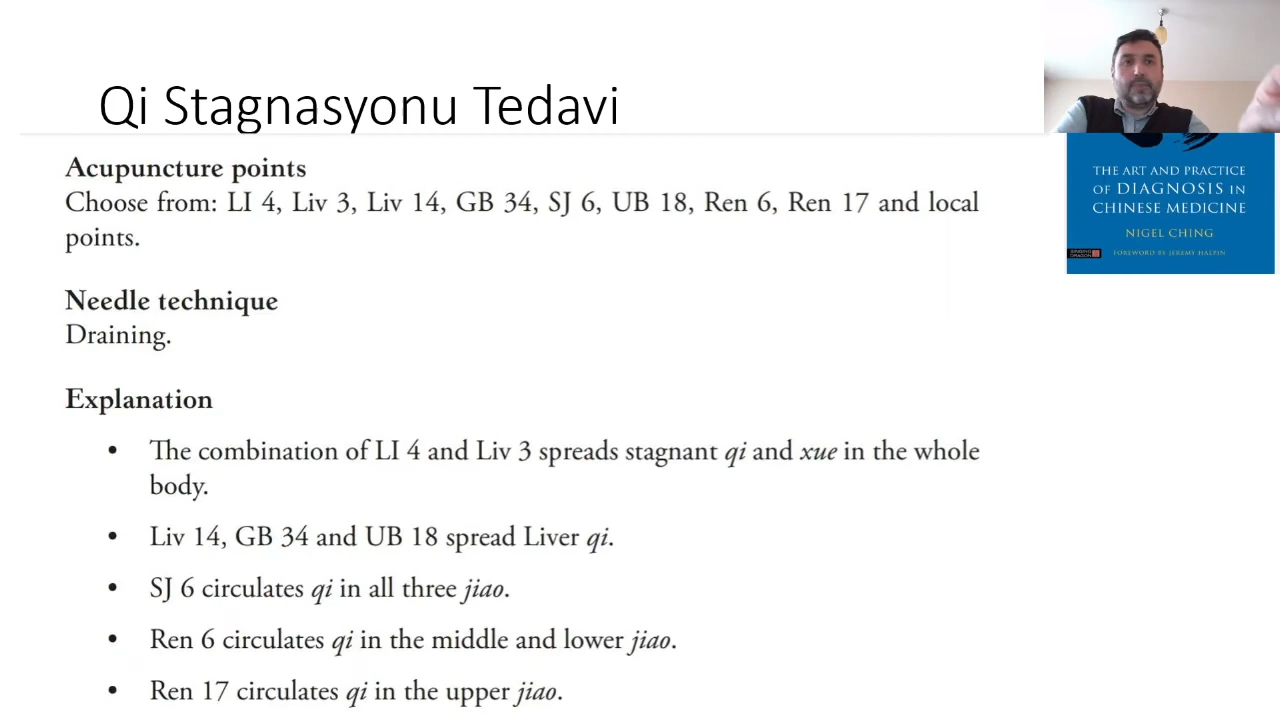 Qi Stagnasyonu Tedavi
Acupuncture points
Choose from: LI 4, Liv 3, Liv 14, GB 34, SJ 6, UB 18, Ren 6, Ren 17 and local
points.
Needle technique
Draining.
Explanation
• The combination of LI 4 and Liv 3 spreads stagnant qi and xue in the whole
body.
• Liv 14, GB 34 and UB 18 spread Liver qi.
• SJ 6 circulates qi in all three jiao.
• Ren 6 circulates qi in the middle and lower jiao.
• Ren 17 circulates qi in the upper jiao.
THE ART AND PRACTICE
OF DIAGNOSIS IN
CHINESE MEDICINE
NIGEL CHING
FOREWORD BY JEREMY HALPIN
SINGING
DRAGON